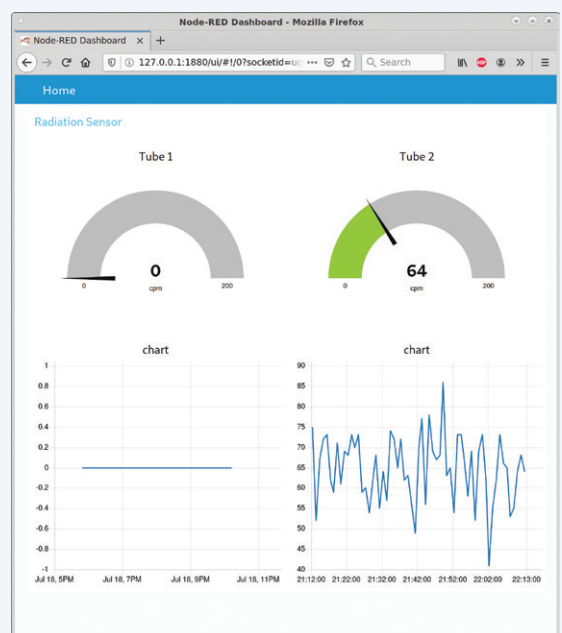 Node-RED Dashboard - Mozilla Firefox
Node-RED Dashboard × +
127.0.0.1:1880/ui/#!/0?socketid= ••• Search
Home
Radiation Sensor
Tube 1
0
cpm
0
200
Tube 2
64
cpm
0
200
chart
1
0.8
0.6
0.4
0.2
0
-0.2
-0.4
-0.6
-0.8
-1
Jul 18, 5PM Jul 18, 7PM Jul 18, 9PM Jul 18, 11PM
chart
90
85
80
75
70
65
60
55
50
45
40
21:12:00 21:22:00 21:32:00 21:42:00 21:52:00 22:02:00 22:13:00